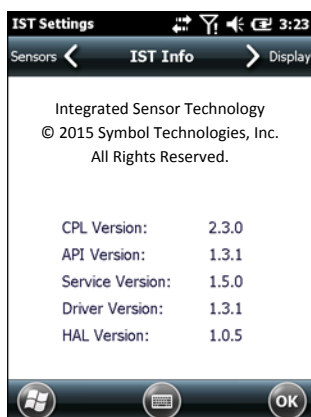 IST Settings 3:23
Sensors IST Info Display
Integrated Sensor Technology
© 2015 Symbol Technologies, Inc.
All Rights Reserved.
CPL Version: 2.3.0
API Version: 1.3.1
Service Version: 1.5.0
Driver Version: 1.3.1
HAL Version: 1.0.5
OK